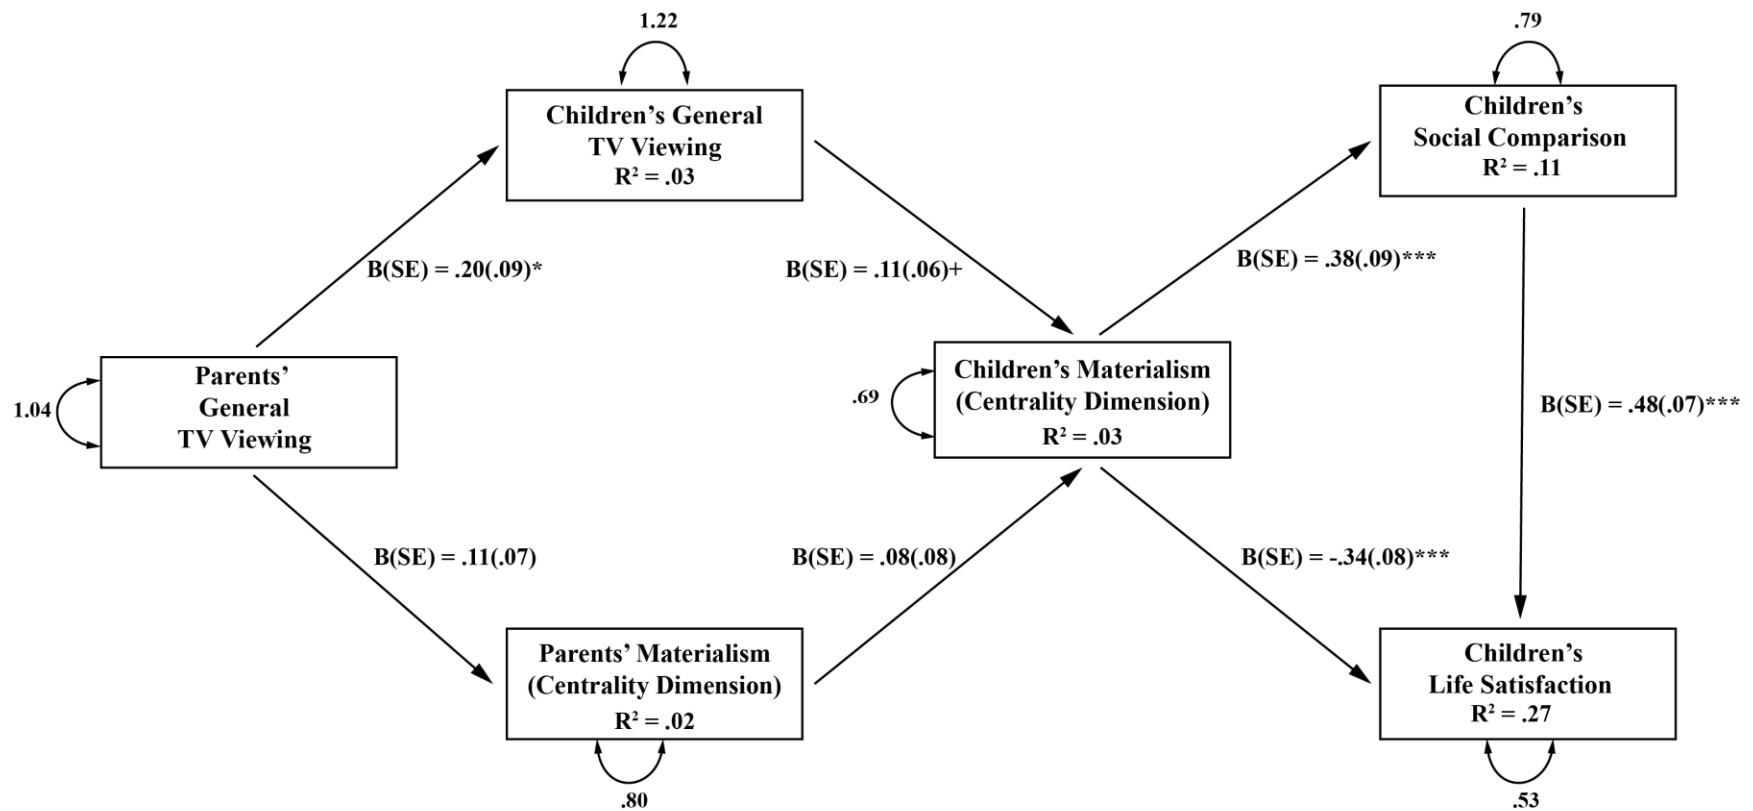 1.22
Children’s General
TV Viewing
R² = .03
.79
Children’s
Social Comparison
R² = .11
B(SE) = .20(.09)*
B(SE) = .11(.06)+
B(SE) = .38(.09)***
1.04
Parents’
General
TV Viewing
.69
Children’s Materialism
(Centrality Dimension)
R² = .03
B(SE) = .48(.07)***
B(SE) = .11(.07)
B(SE) = .08(.08)
B(SE) = -.34(.08)***
Parents’ Materialism
(Centrality Dimension)
R² = .02
.80
Children’s
Life Satisfaction
R² = .27
.53